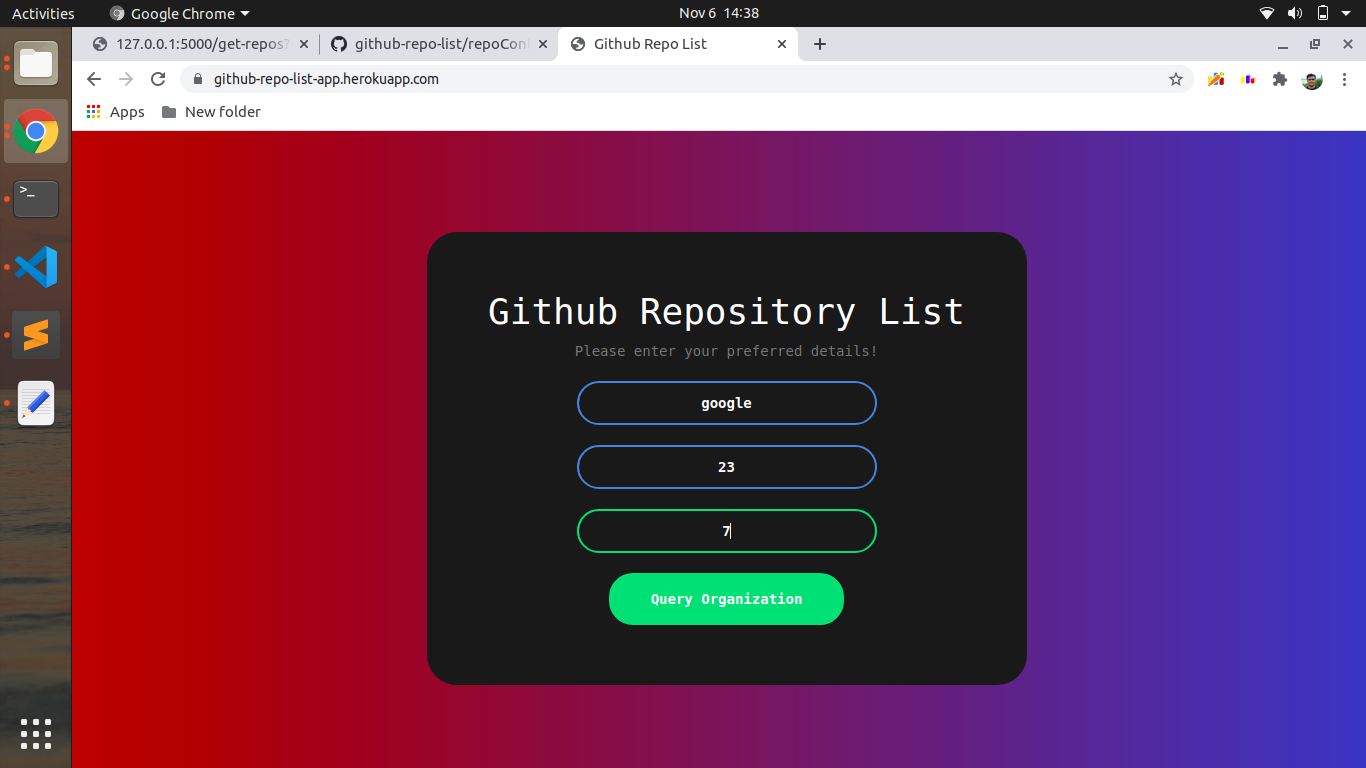 Activities Google Chrome Nov 6 14:38
127.0.0.1:5000/get-repos? github-repo-list/repoCon Github Repo List
github-repo-list-app.herokuapp.com
Apps New folder
>_
Github Repository List
Please enter your preferred details!
google
23
7
Query Organization